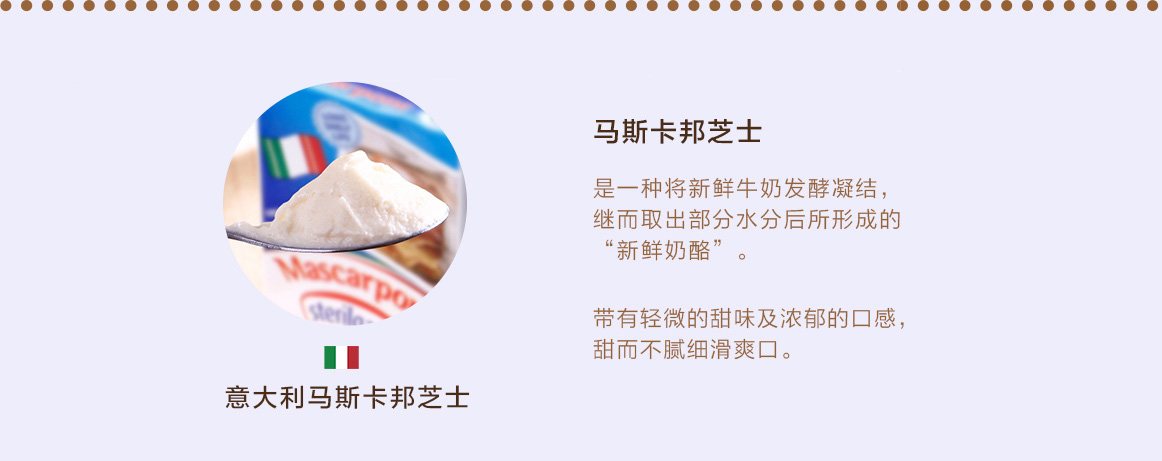 马斯卡邦芝士
是一种将新鲜牛奶发酵凝结，
继而取出部分水分后所形成的
“新鲜奶酪”。
带有轻微的甜味及浓郁的口感，
甜而不腻细滑爽口。
Mascarpo
sterilo
意大利马斯卡邦芝士